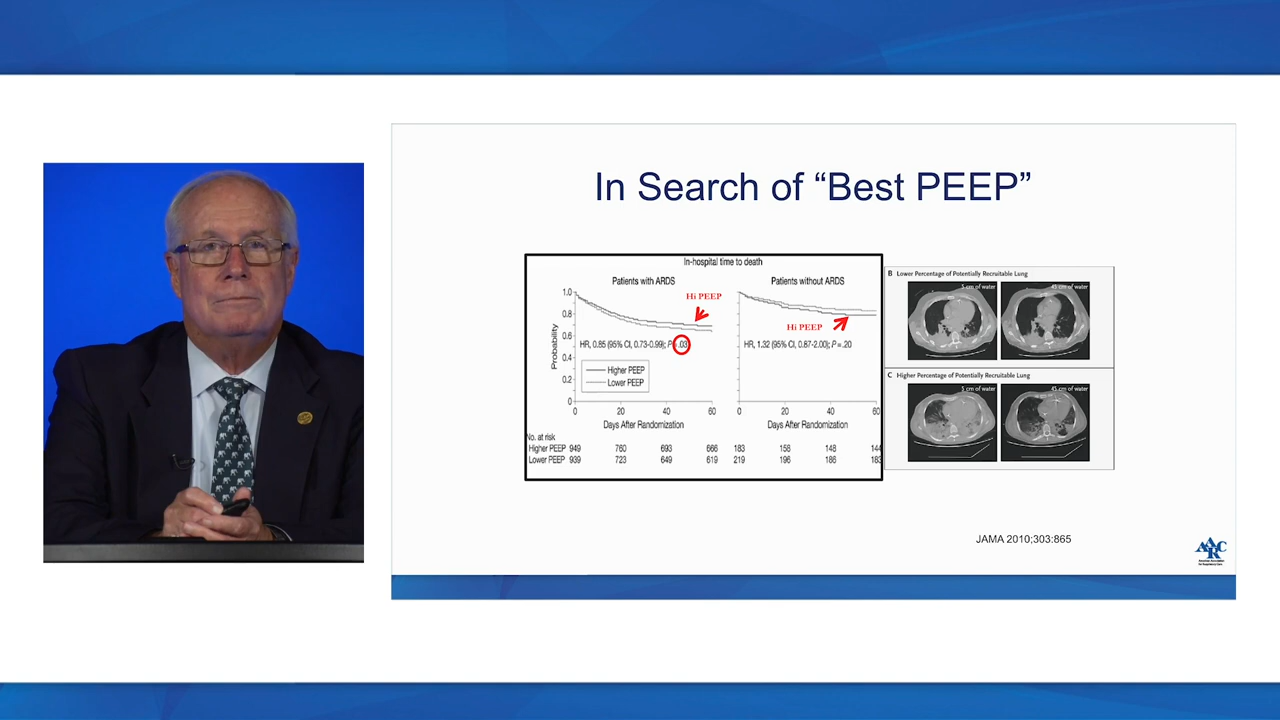 In Search of “Best PEEP”
In-hospital time to death
Patients with ARDS
Hi PEEP
HR, 0.85 (95% CI, 0.73-0.99); P=.03
Probability
1.0
0.8
0.6
0.4
0.2
0
Higher PEEP
Lower PEEP
0 20 40 60
Days After Randomization
Patients without ARDS
Hi PEEP
HR, 1.32 (95% CI, 0.87-2.00); P=.20
0 20 40 60
Days After Randomization
No. at risk
Higher PEEP 949 760 693 666 183 158 148 144
Lower PEEP 939 723 649 619 219 196 186 183
B Lower Percentage of Potentially Recruitable Lung
5 cm of water
45 cm of water
C Higher Percentage of Potentially Recruitable Lung
5 cm of water
45 cm of water
JAMA 2010;303:865
AARC
American Association
for Respiratory Care